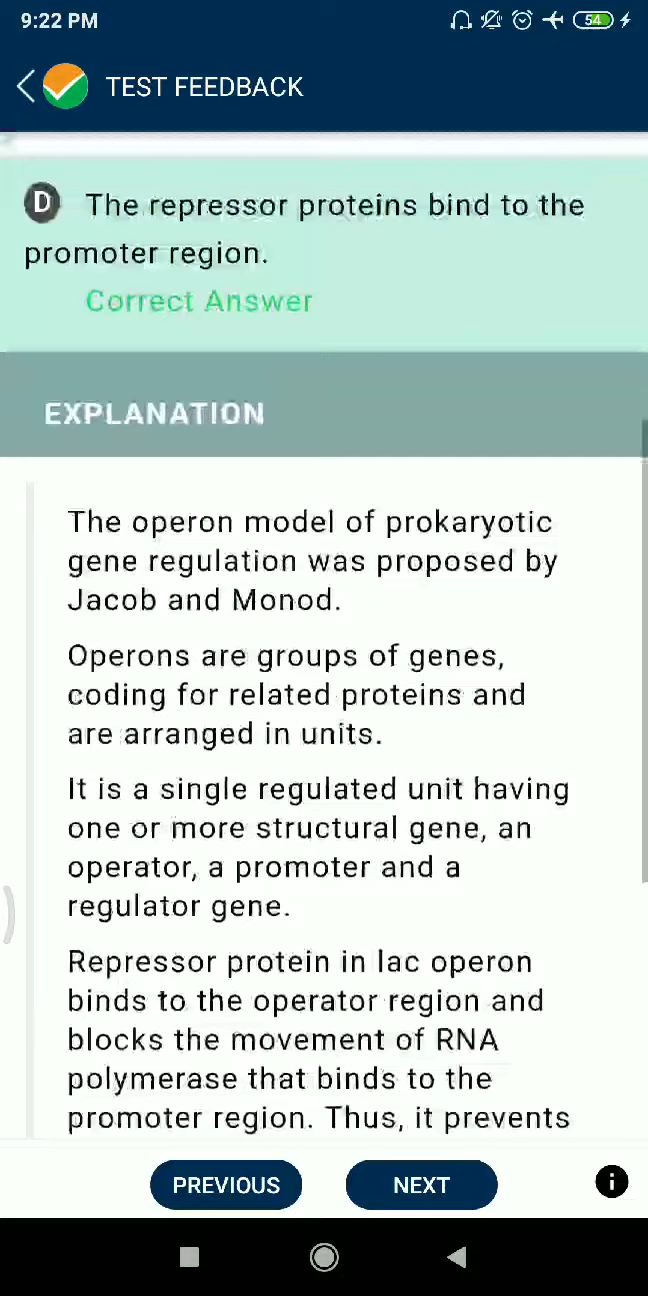 9:22 PM
54
TEST FEEDBACK
D The repressor proteins bind to the
promoter region.
Correct Answer
EXPLANATION
The operon model of prokaryotic
gene regulation was proposed by
Jacob and Monod.
Operons are groups of genes,
coding for related proteins and
are arranged in units.
It is a single regulated unit having
one or more structural gene, an
operator, a promoter and a
regulator gene.
Repressor protein in lac operon
binds to the operator region and
blocks the movement of RNA
polymerase that binds to the
promoter region. Thus, it prevents
PREVIOUS NEXT